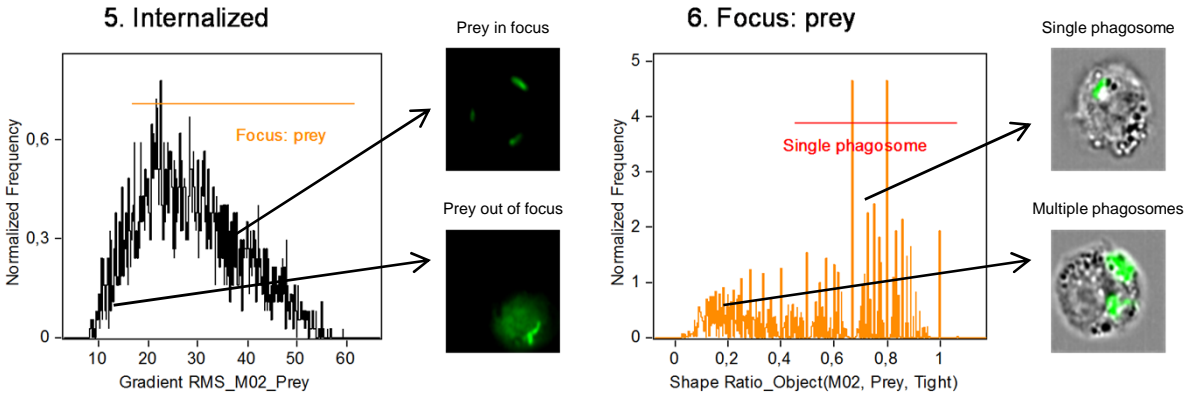 5. Internalized
Normalized Frequency
0,6
0,3
0
Focus: prey
10 20 30 40 50 60
Gradient RMS_M02_Prey
Prey in focus
Prey out of focus
6. Focus: prey
Normalized Frequency
5
4
3
2
1
0
Single phagosome
0 0,2 0,4 0,6 0,8 1
Shape Ratio_Object(M02, Prey, Tight)
Single phagosome
Multiple phagosomes